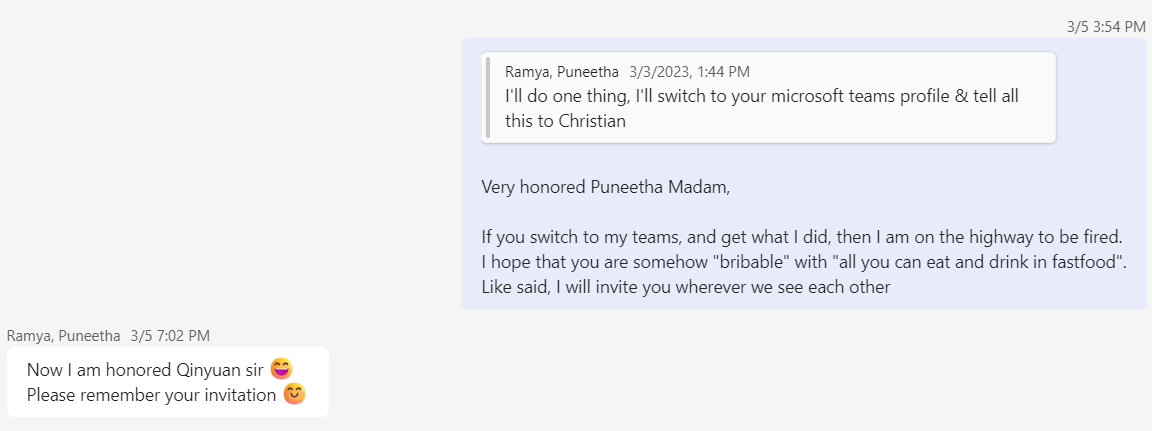 3/5 3:54 PM
Ramya, Puneetha 3/3/2023, 1:44 PM
I'll do one thing, I'll switch to your microsoft teams profile & tell all
this to Christian
Very honored Puneetha Madam,
If you switch to my teams, and get what I did, then I am on the highway to be fired.
I hope that you are somehow "bribable" with "all you can eat and drink in fastfood".
Like said, I will invite you wherever we see each other
Ramya, Puneetha 3/5 7:02 PM
Now I am honored Qinyuan sir 😄
Please remember your invitation 😊